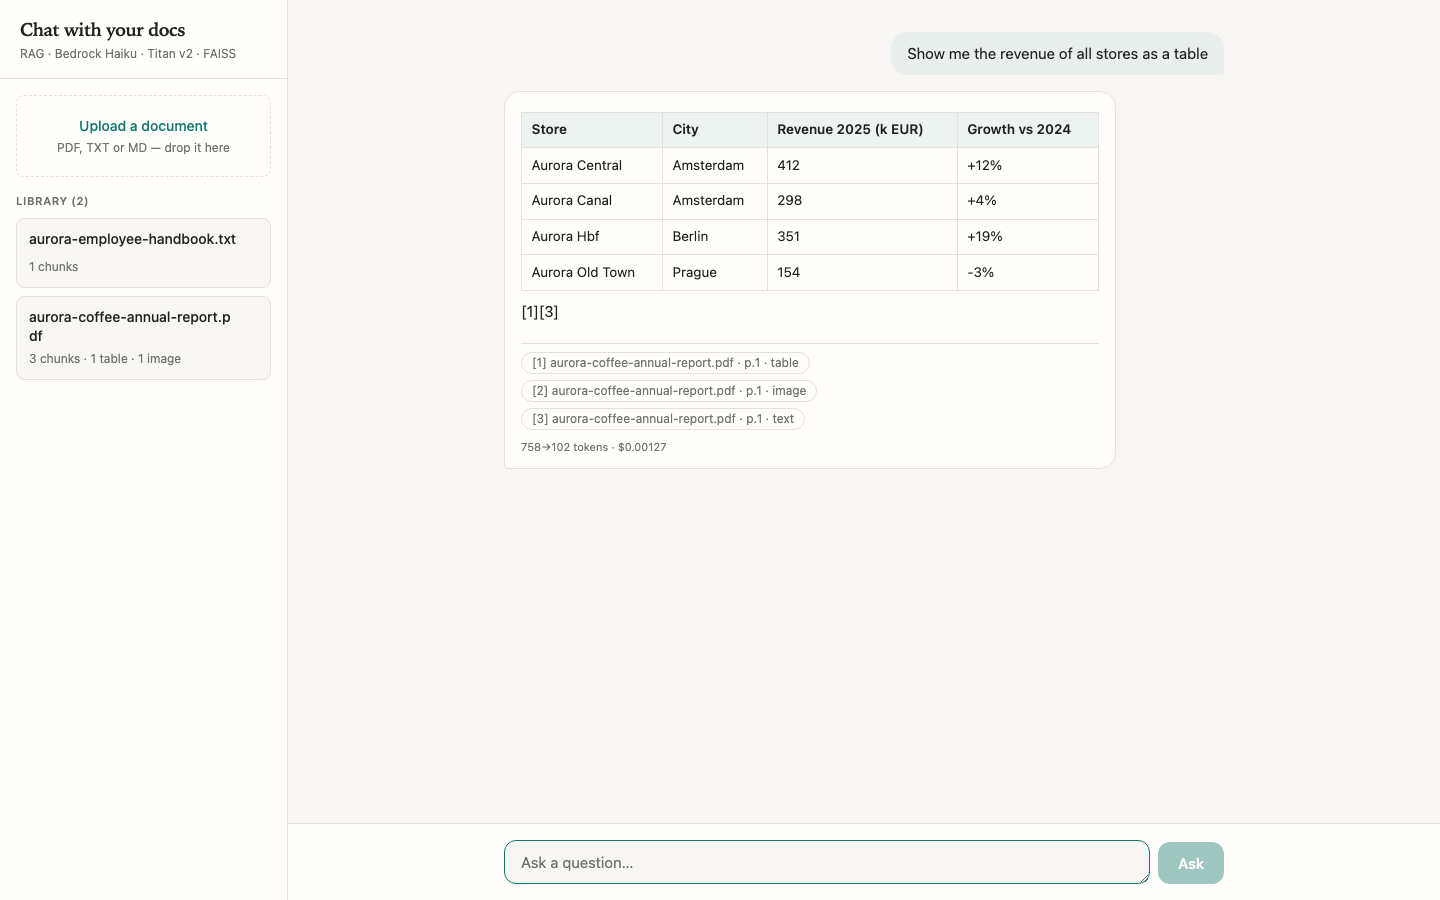 Chat with your docs
RAG · Bedrock Haiku · Titan v2 · FAISS
Upload a document
PDF, TXT or MD — drop it here
LIBRARY (2)
aurora-employee-handbook.txt
1 chunks
aurora-coffee-annual-report.p
df
3 chunks · 1 table · 1 image
Show me the revenue of all stores as a table
Store City Revenue 2025 (k EUR) Growth vs 2024
Aurora Central Amsterdam 412 +12%
Aurora Canal Amsterdam 298 +4%
Aurora Hbf Berlin 351 +19%
Aurora Old Town Prague 154 -3%
[1][3]
[1] aurora-coffee-annual-report.pdf · p.1 · table
[2] aurora-coffee-annual-report.pdf · p.1 · image
[3] aurora-coffee-annual-report.pdf · p.1 · text
758→102 tokens · $0.00127
Ask a question...
Ask